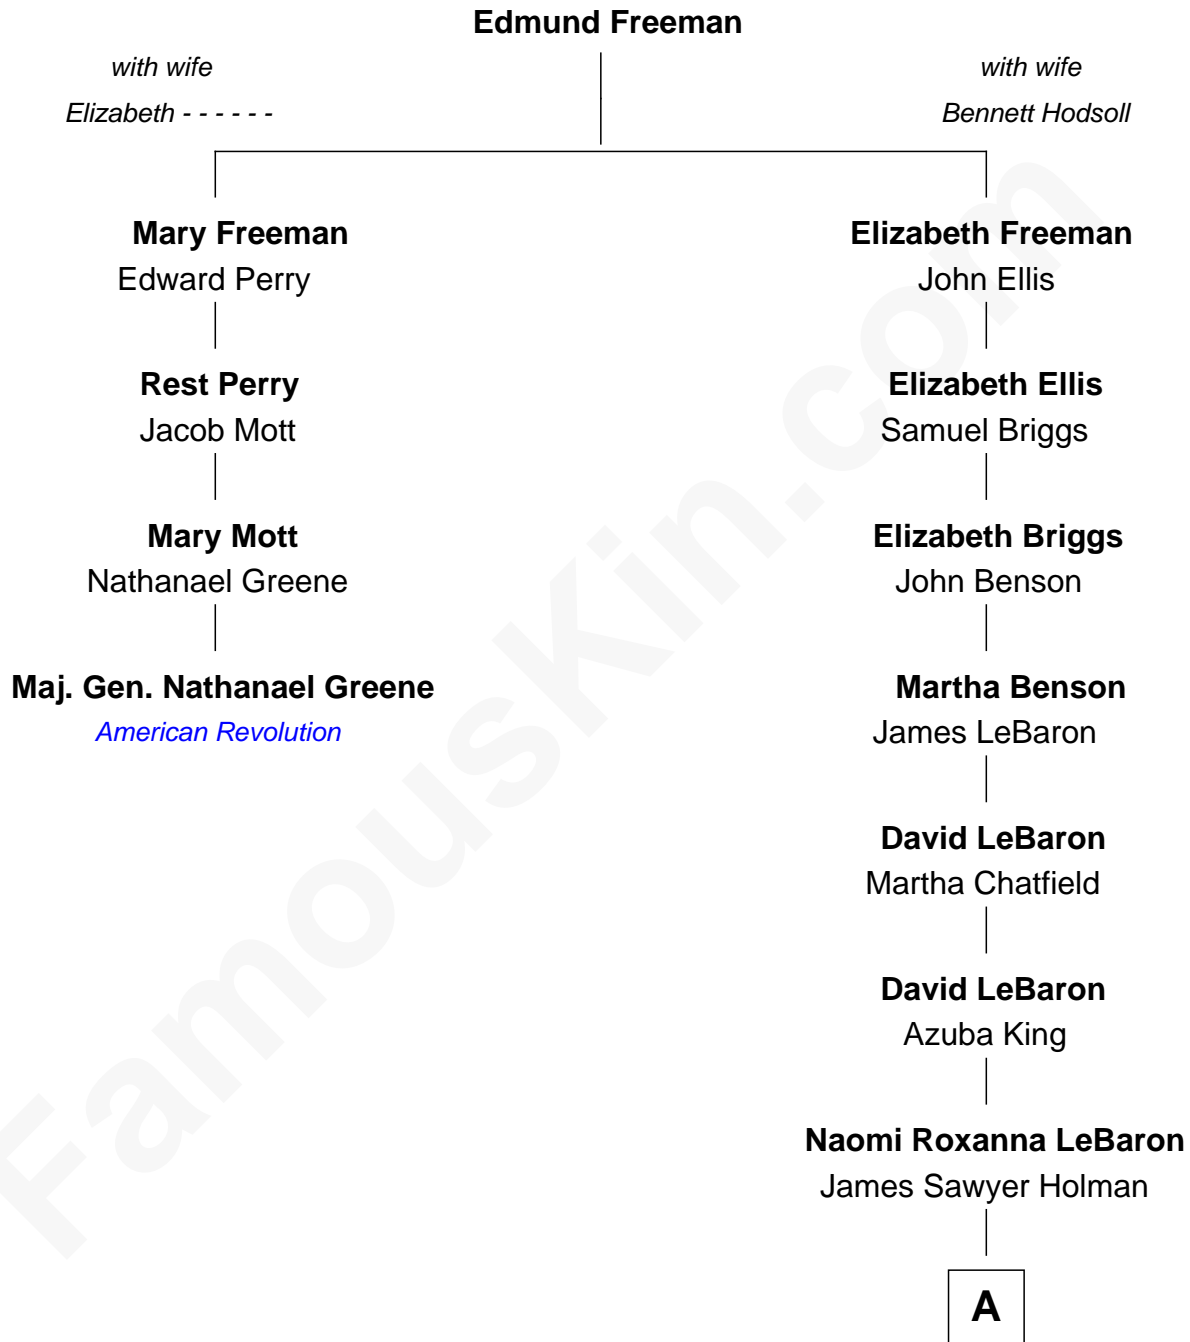 Edmund Freeman
with wife
Elizabeth - - - - - -
with wife
Bennett Hodsoll
Mary Freeman
Edward Perry
Rest Perry
Jacob Mott
Mary Mott
Nathanael Greene
Maj. Gen. Nathanael Greene
American Revolution
Elizabeth Freeman
John Ellis
Elizabeth Ellis
Samuel Briggs
Elizabeth Briggs
John Benson
Martha Benson
James LeBaron
David LeBaron
Martha Chatfield
David LeBaron
Azuba King
Naomi Roxanna LeBaron
James Sawyer Holman
A
FamousKin.com